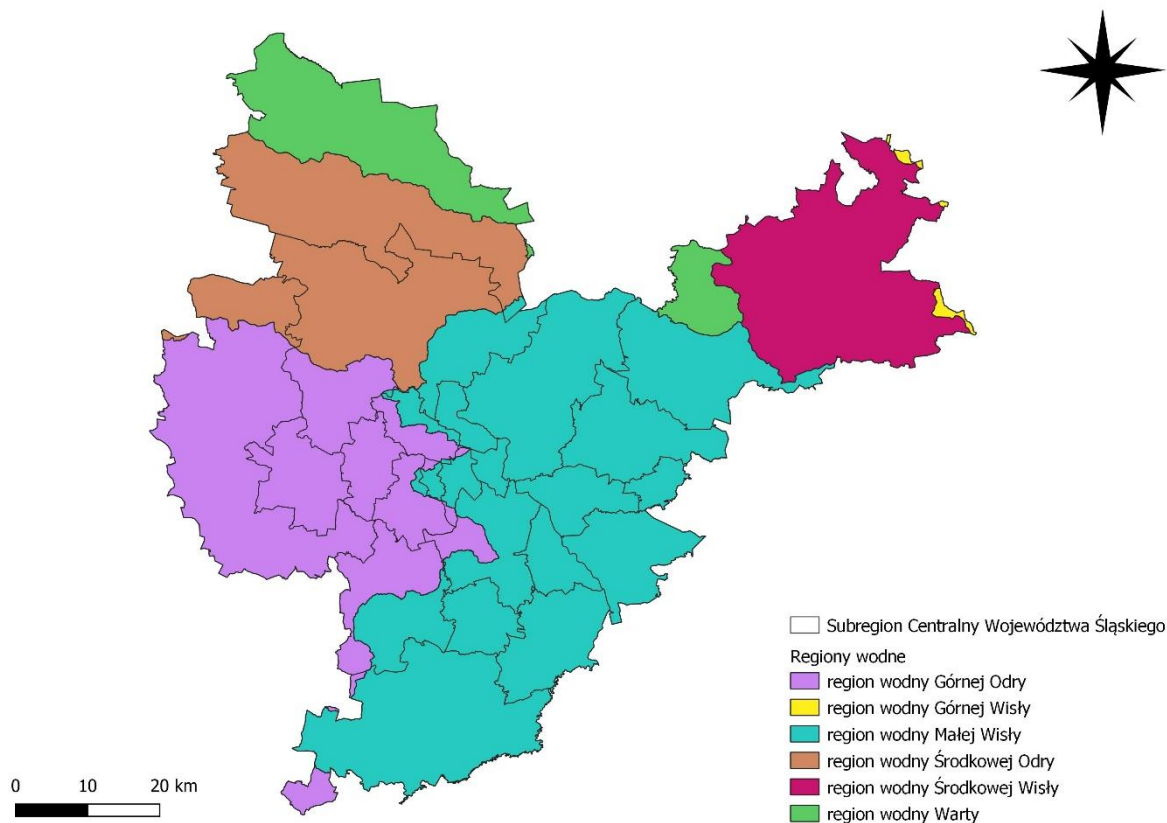 Subregion Centralny Województwa Śląskiego
Regiony wodne
region wodny Górnej Odry
region wodny Górnej Wisły
region wodny Małej Wisły
region wodny Środkowej Odry
region wodny Środkowej Wisły
region wodny Warty
0 10 20 km